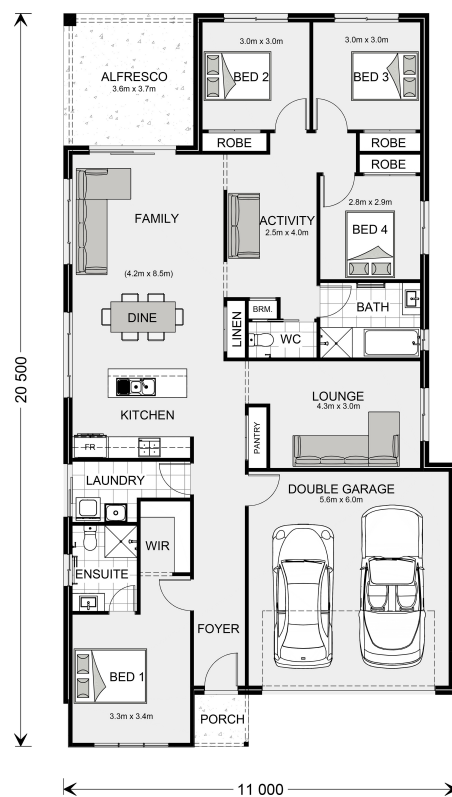 3.0m x 3.0m
BED 2
3.0m x 3.0m
BED 3
ALFRESCO
3.6m x 3.7m
ROBE
ROBE
ROBE
FAMILY
ACTIVITY
2.5m x 4.0m
2.8m x 2.9m
BED 4
(4.2m x 8.5m)
DINE
LINEN
BRM.
WC
BATH
20 500
KITCHEN
LOUNGE
4.3m x 3.0m
PANTRY
FR
LAUNDRY
DOUBLE GARAGE
5.6m x 6.0m
WIR
ENSUITE
FOYER
BED 1
3.3m x 3.4m
PORCH
11 000